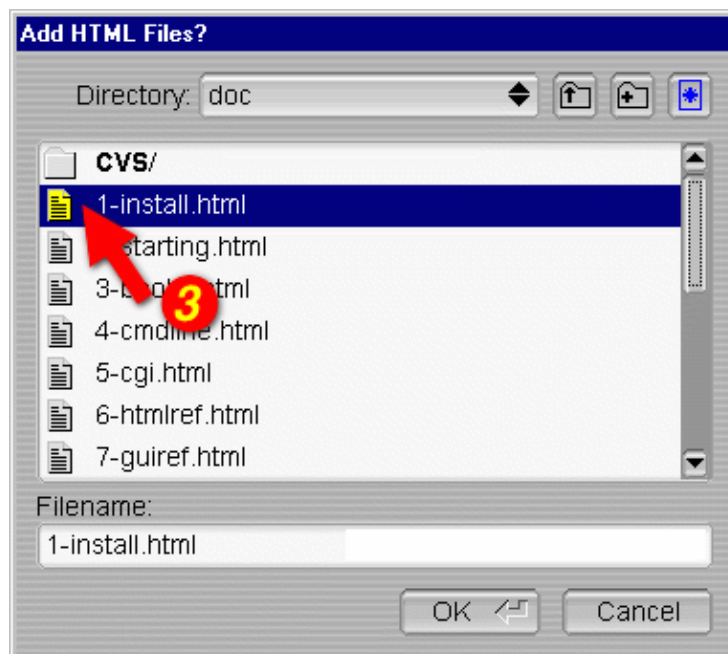 Add HTML Files?
Directory: doc
CVS/
1-install.html
starting.html
3-
4-cmdline.html
5-cgi.html
6-htmlref.html
7-guiref.html
3
Filename:
1-install.html
OK Cancel